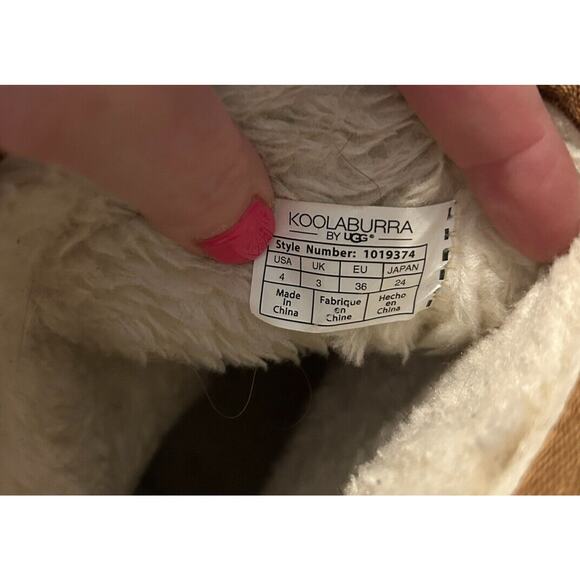 KOOLABURRA
BY UGG®
Style Number: 1019374
USA UK EU JAPAN
4 3 36 24
Made in China Fabrique en Chine Hecho en China